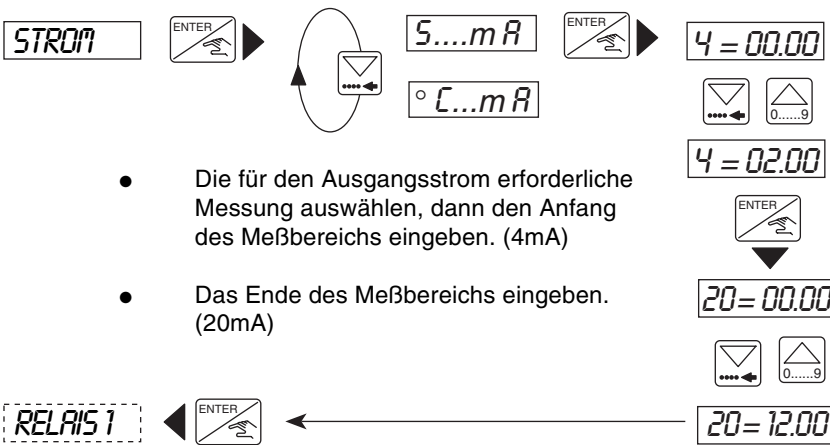 STROM
ENTER
S....mA
ENTER
4 = 00.00
°C...mA
0......9
4 = 02.00
● Die für den Ausgangsstrom erforderliche
Messung auswählen, dann den Anfang
des Meßbereichs eingeben. (4mA)
ENTER
● Das Ende des Meßbereichs eingeben.
(20mA)
20= 00.00
0......9
RELAIS 1
ENTER
20= 12.00